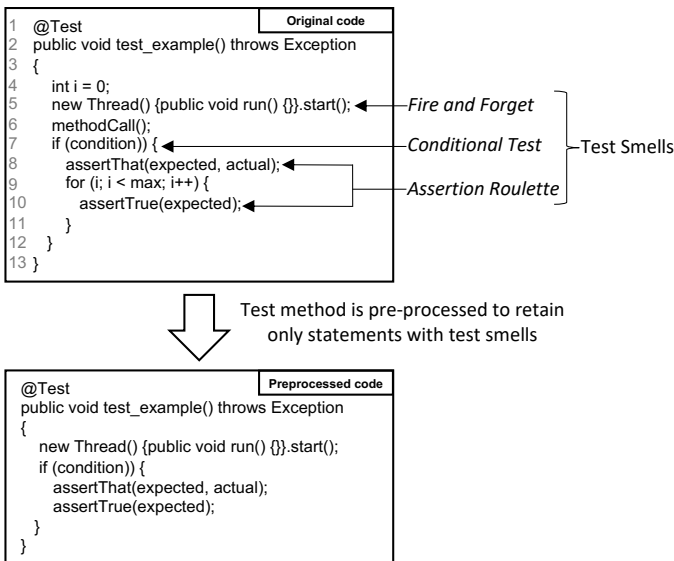 Original code
1 @Test
2 public void test_example() throws Exception
3 {
4 int i = 0;
5 new Thread() {public void run() {}}.start();
Fire and Forget
6 methodCall();
7 if (condition)) {
Conditional Test
Test Smells
8 assertThat(expected, actual);
9 for (i; i < max; i++) {
Assertion Roulette
10 assertTrue(expected);
11 }
12 }
13 }
Test method is pre-processed to retain
only statements with test smells
Preprocessed code
@Test
public void test_example() throws Exception
{
new Thread() {public void run() {}}.start();
if (condition)) {
assertThat(expected, actual);
assertTrue(expected);
}
}